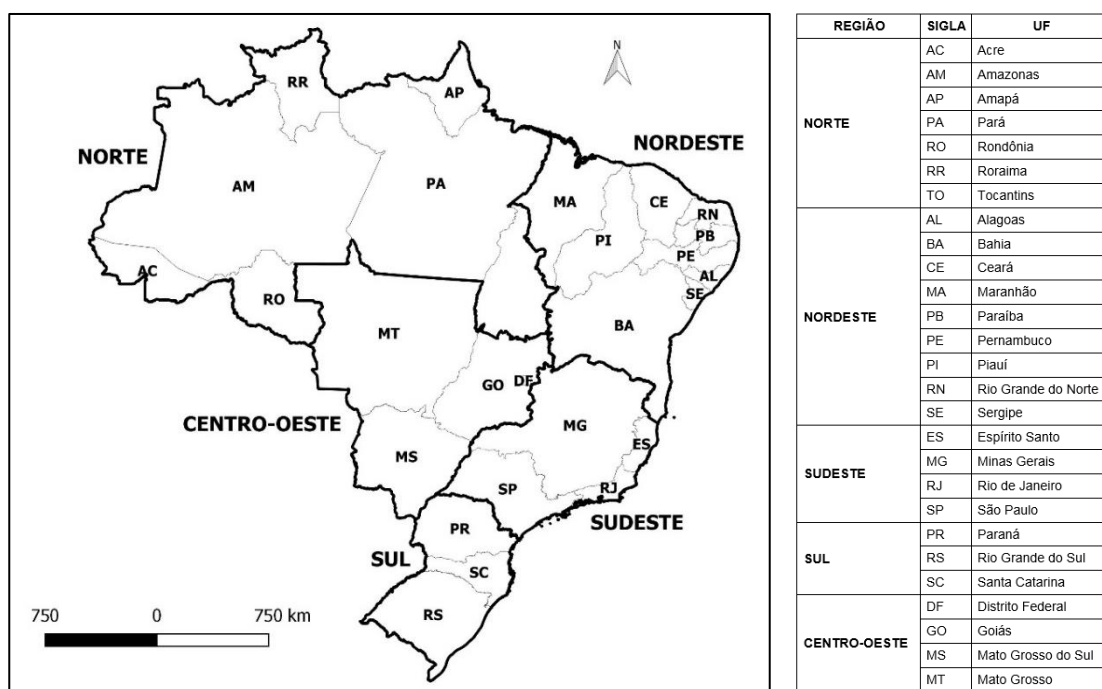 N
RR
AP
NORTE
NORDESTE
AM
PA
MA
CE
RN
PB
PI
PE
AL
SE
AC
RO
MT
BA
GO
DF
CENTRO-OESTE
MG
ES
MS
SP
RJ
SUDESTE
PR
SUL
SC
RS
750 0 750 km
REGIÃO SIGLA UF
NORTE
AC Acre
AM Amazonas
AP Amapá
PA Pará
RO Rondônia
RR Roraima
TO Tocantins
NORDESTE
AL Alagoas
BA Bahia
CE Ceará
MA Maranhão
PB Paraíba
PE Pernambuco
PI Piauí
RN Rio Grande do Norte
SE Sergipe
SUDESTE
ES Espírito Santo
MG Minas Gerais
RJ Rio de Janeiro
SP São Paulo
SUL
PR Paraná
RS Rio Grande do Sul
SC Santa Catarina
CENTRO-OESTE
DF Distrito Federal
GO Goiás
MS Mato Grosso do Sul
MT Mato Grosso